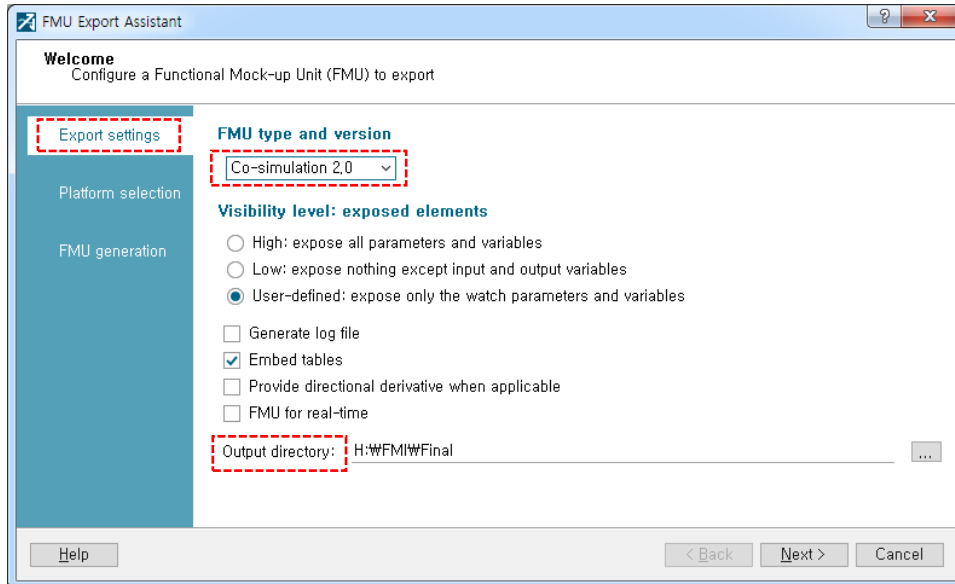 FMU Export Assistant
?
Welcome
Configure a Functional Mock-up Unit (FMU) to export
Export settings
Platform selection
FMU generation
FMU type and version
Co-simulation 2,0
Visibility level: exposed elements
High: expose all parameters and variables
Low: expose nothing except input and output variables
User-defined: expose only the watch parameters and variables
Generate log file
Embed tables
Provide directional derivative when applicable
FMU for real-time
Output directory: H:₩FMI₩Final
...
Help
< Back
Next >
Cancel